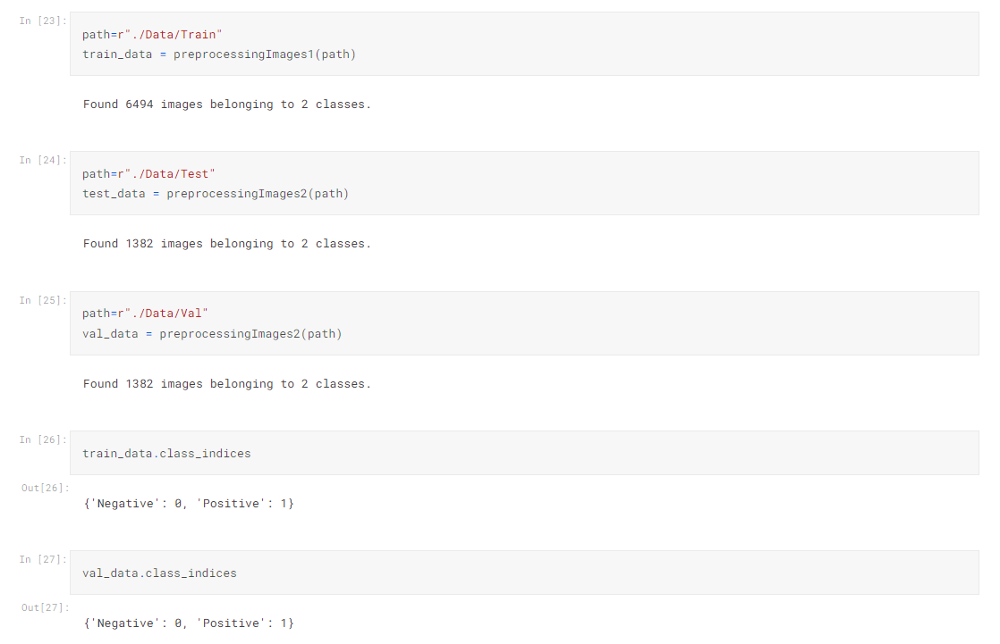 In [23]:
path=r"./Data/Train"
train_data = preprocessingImages1(path)
Found 6494 images belonging to 2 classes.
In [24]:
path=r"./Data/Test"
test_data = preprocessingImages2(path)
Found 1382 images belonging to 2 classes.
In [25]:
path=r"./Data/Val"
val_data = preprocessingImages2(path)
Found 1382 images belonging to 2 classes.
In [26]:
train_data.class_indices
Out[26]:
{'Negative': 0, 'Positive': 1}
In [27]:
val_data.class_indices
Out[27]:
{'Negative': 0, 'Positive': 1}